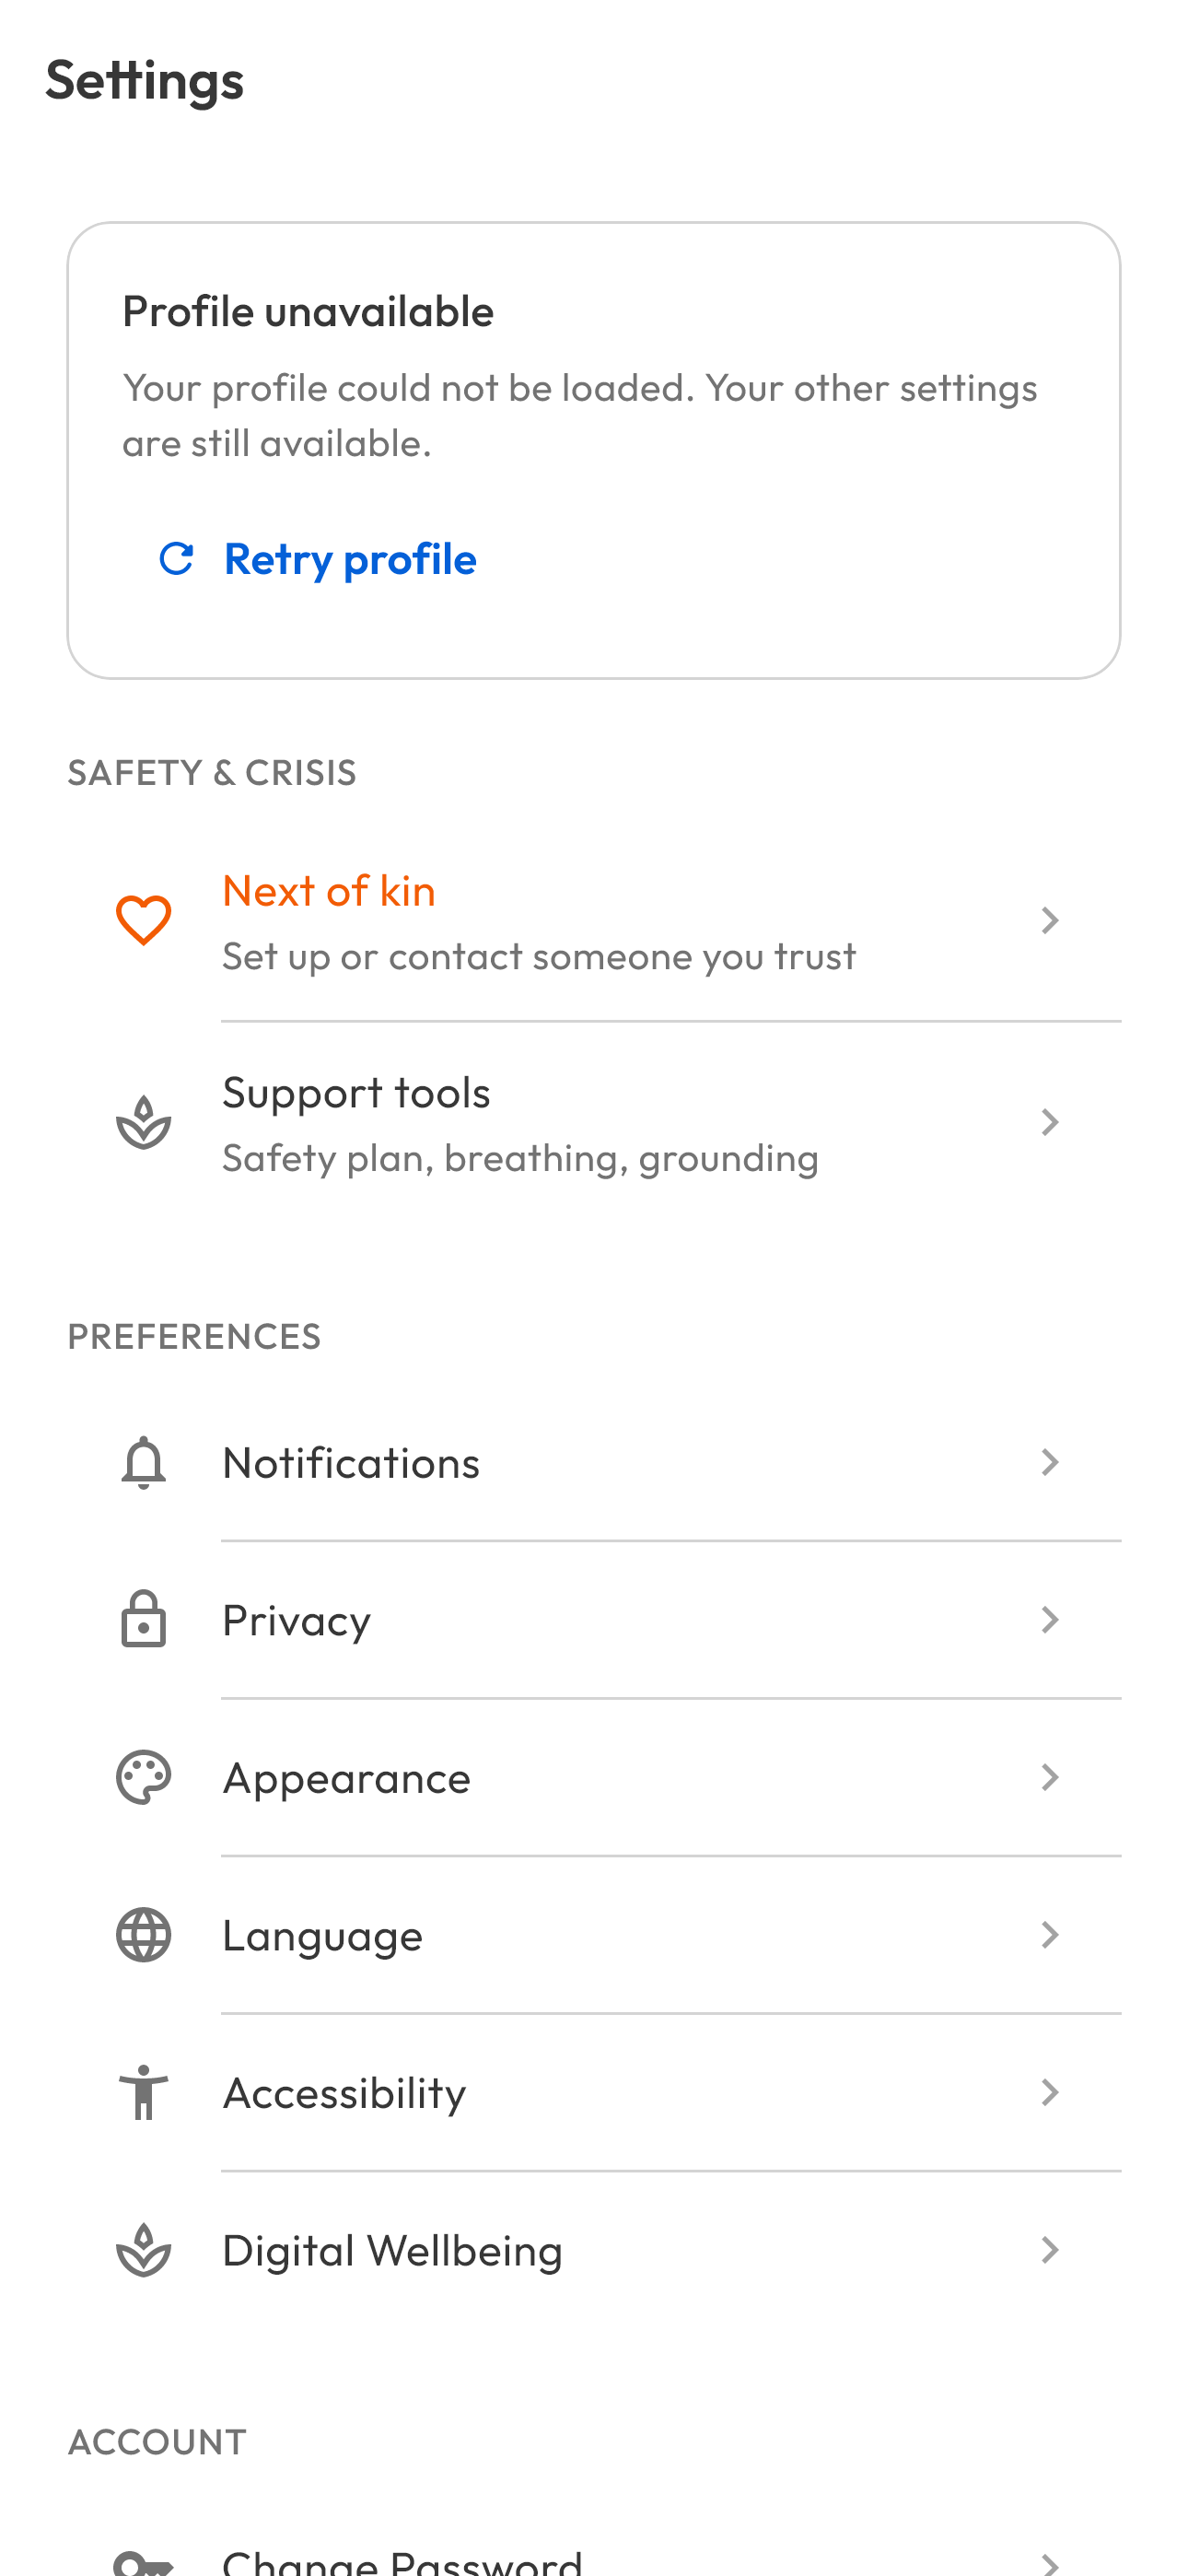 Settings
Profile unavailable
Your profile could not be loaded. Your other settings
are still available.
Retry profile
SAFETY & CRISIS
Next of kin
Set up or contact someone you trust
Support tools
Safety plan, breathing, grounding
PREFERENCES
Notifications
Privacy
Appearance
Language
Accessibility
Digital Wellbeing
ACCOUNT
Change Password